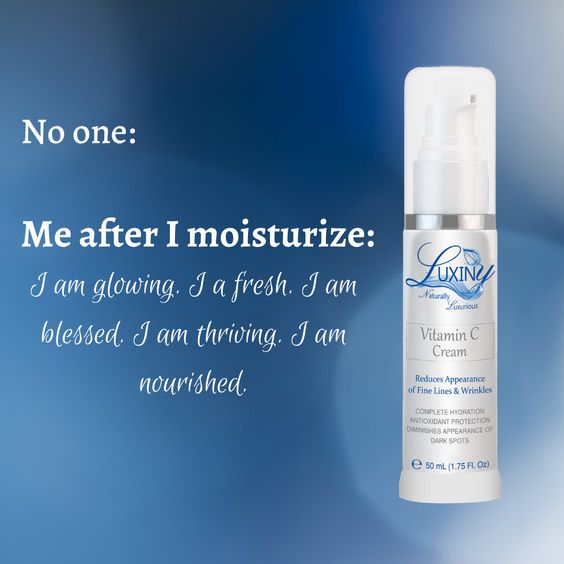 No one:
Me after I moisturize:
I am glowing. I a fresh. I am
blessed. I am thriving. I am
nourished.
LUXINY
Naturally
Luxurious
Vitamin C
Cream
Reduces Appearance
of Fine Lines & Wrinkles
COMPLETE HYDRATION
ANTIOXIDANT PROTECTION
DIMINISHES APPEARANCE OF
DARK SPOTS
℮ 50 mL (1.75 Fl. Oz)